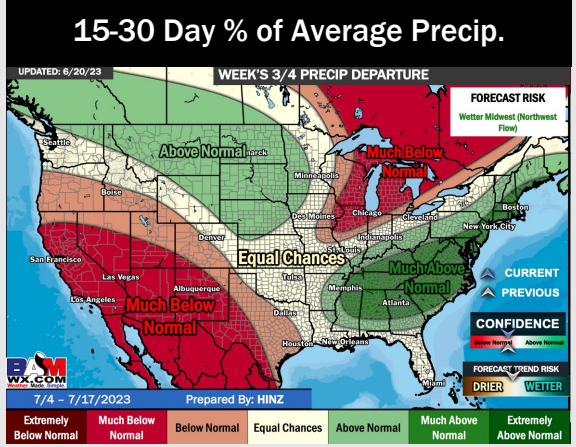 15-30 Day % of Average Precip.
UPDATED: 6/20/23
WEEK'S 3/4 PRECIP DEPARTURE
FORECAST RISK
Wetter Midwest (Northwest
Flow)
Seattle
Above Normal
narck
Minneapolis
Much Below
Normal
Boise
Des Moines
Chicago
Cleveland
Boston
New York City
Denver
Indianapolis
St. Louis
Equal Chances
San Francisco
Las Vegas
Tulsa
Much Above
Normal
CURRENT
Albuquerque
Memphis
PREVIOUS
Los Angeles
Much Below
Normal
Atlanta
Dallas
CONFIDENCE
Below Normal
Above Normal
Houston
New Orleans
FORECAST TREND RISK
DRIER
WETTER
Miami
BAM
WX.COM
Weather. Made. Simple.
7/4 – 7/17/2023
Prepared By: HINZ
Extremely
Below Normal
Much Below
Normal
Below Normal
Equal Chances
Above Normal
Much Above
Normal
Extremely
Above Normal